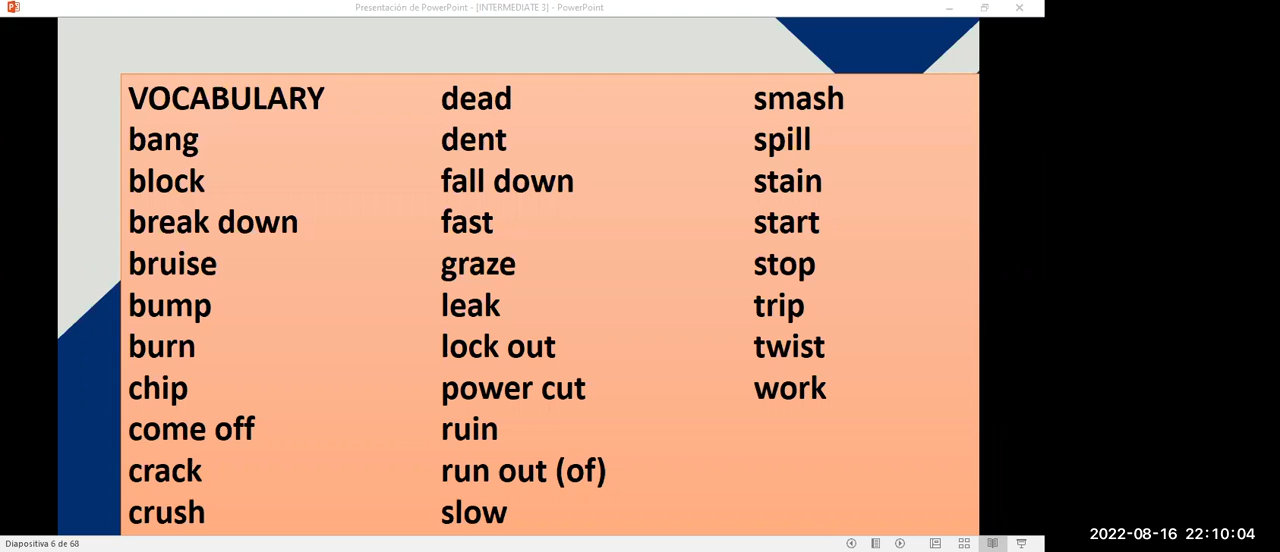 Presentación de PowerPoint - [INTERMEDIATE 3] - PowerPoint
VOCABULARY
bang
block
break down
bruise
bump
burn
chip
come off
crack
crush
dead
dent
fall down
fast
graze
leak
lock out
power cut
ruin
run out (of)
slow
smash
spill
stain
start
stop
trip
twist
work
Diapositiva 6 de 68
2022-08-16 22:10:04